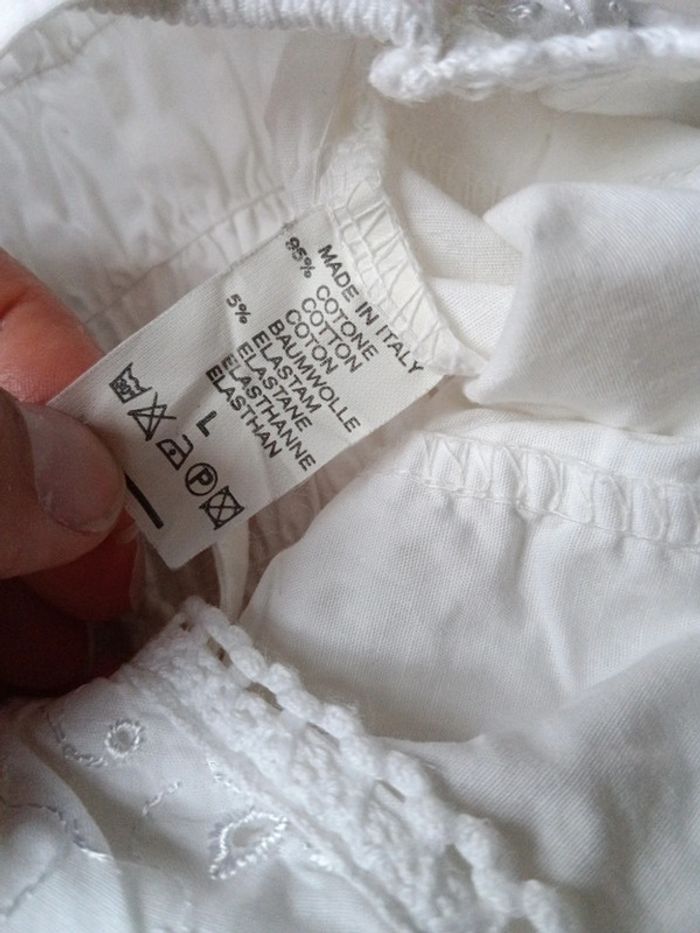 MADE IN ITALY
95% COTONE
COTTON
COTON
BAUMWOLLE
5% ELASTAM
ELASTANE
ELASTHANNE
ELASTHAN
L
P